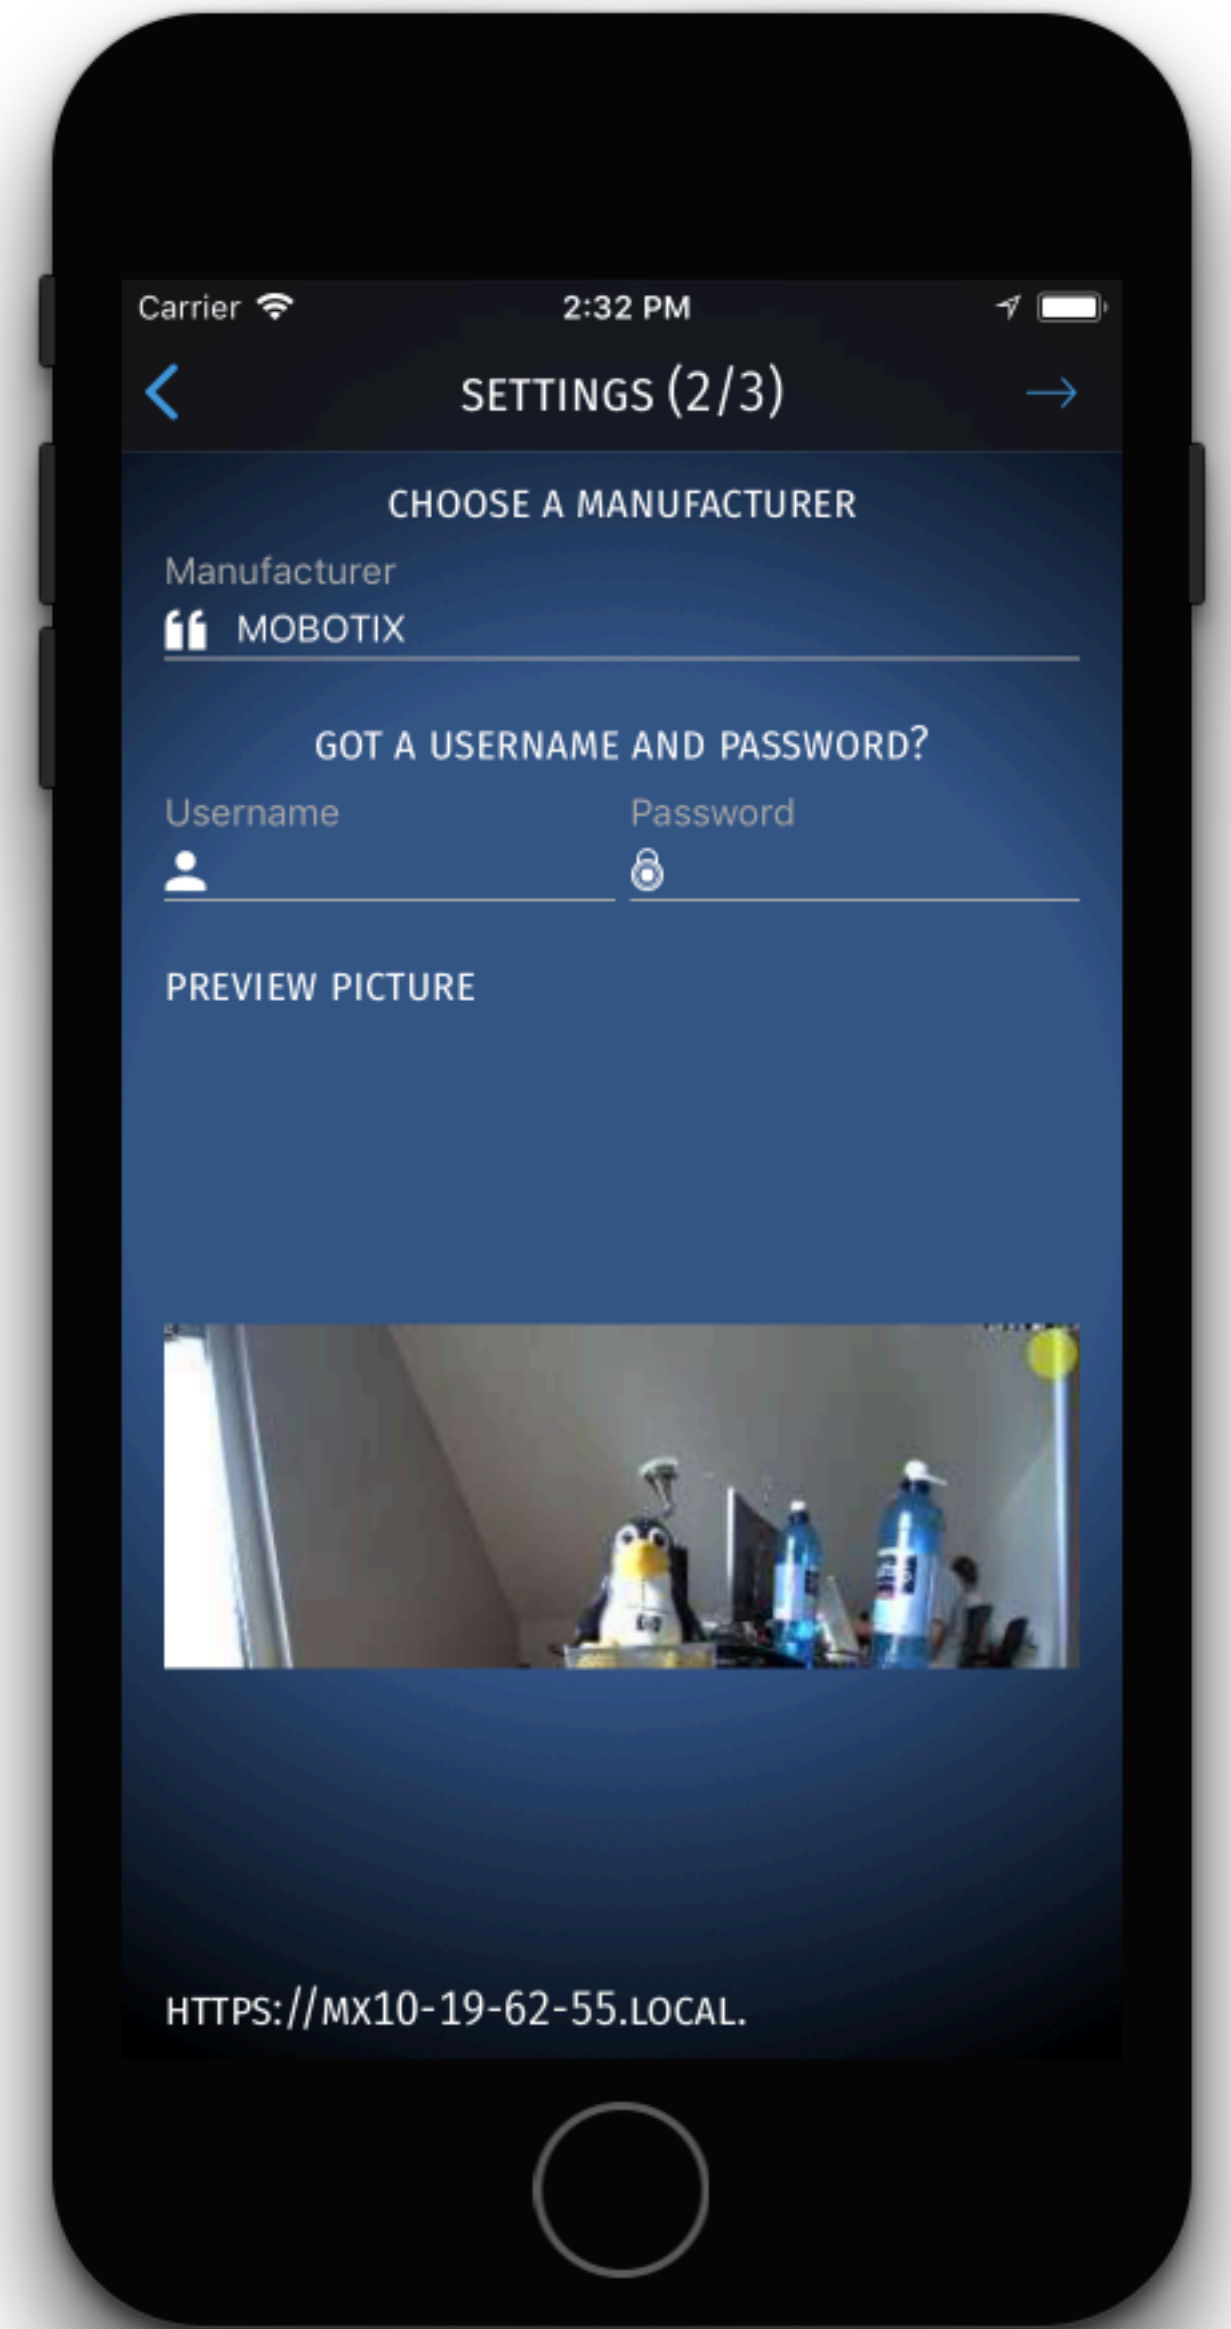 Carrier 2:32 PM
SETTINGS (2/3)
CHOOSE A MANUFACTURER
Manufacturer
MOBOTIX
GOT A USERNAME AND PASSWORD?
Username Password
PREVIEW PICTURE
hp
HTTPS://MX10-19-62-55.LOCAL.